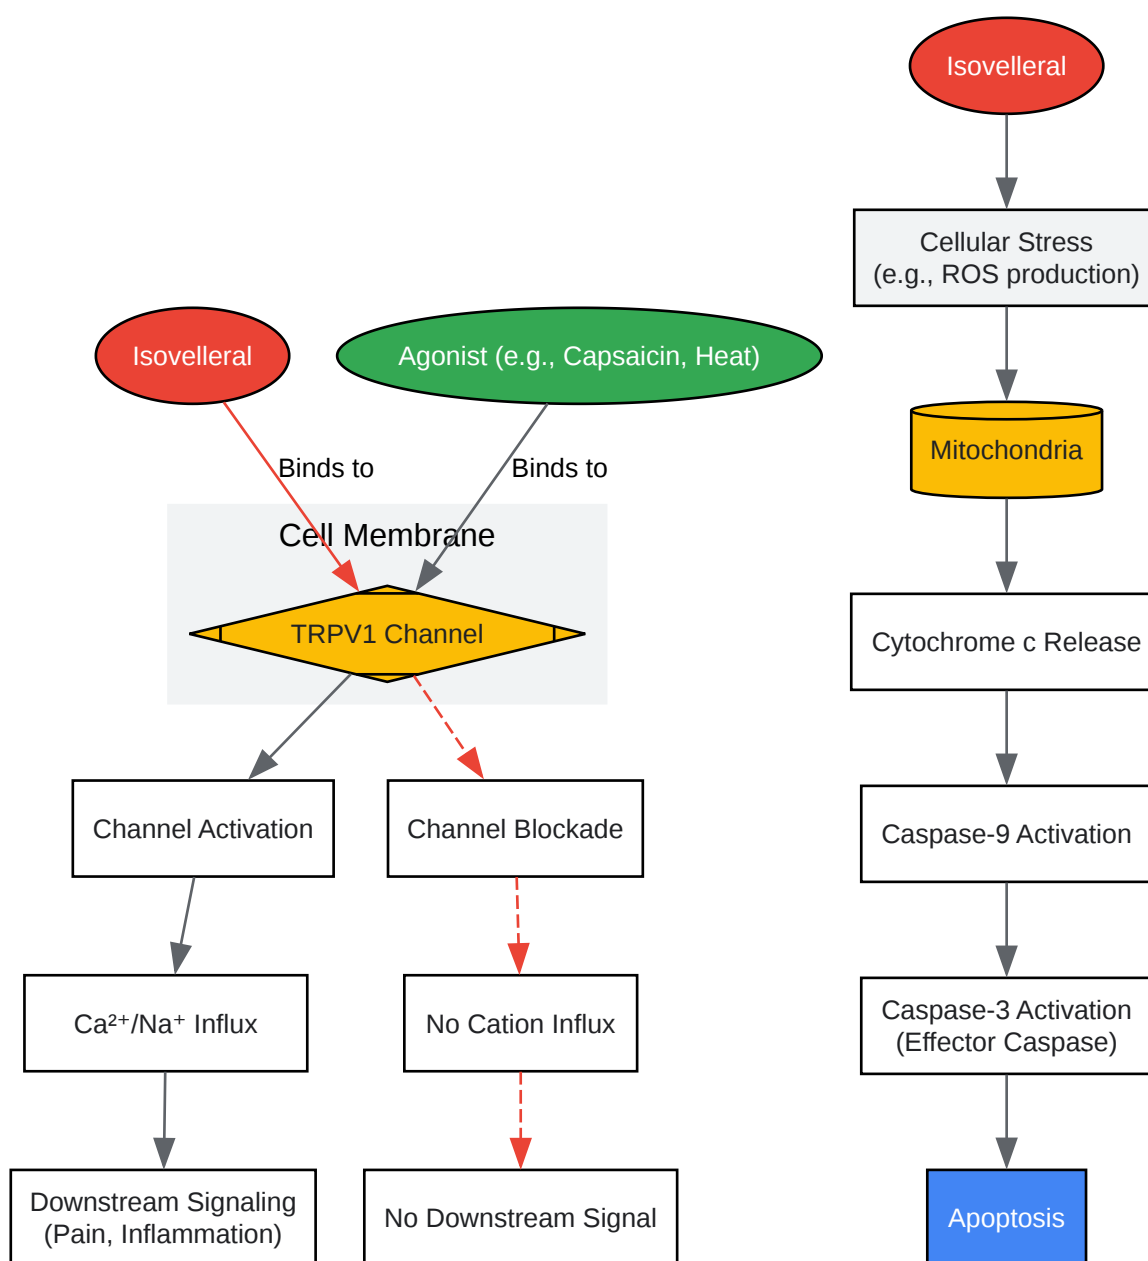 Isovelleral
Cellular Stress
(e.g., ROS production)
Isovelleral
Agonist (e.g., Capsaicin, Heat)
Mitochondria
Binds to
Binds to
Cell Membrane
TRPV1 Channel
Cytochrome c Release
Channel Activation
Channel Blockade
Caspase-9 Activation
Ca²⁺/Na⁺ Influx
No Cation Influx
Caspase-3 Activation
(Effector Caspase)
Downstream Signaling
(Pain, Inflammation)
No Downstream Signal
Apoptosis